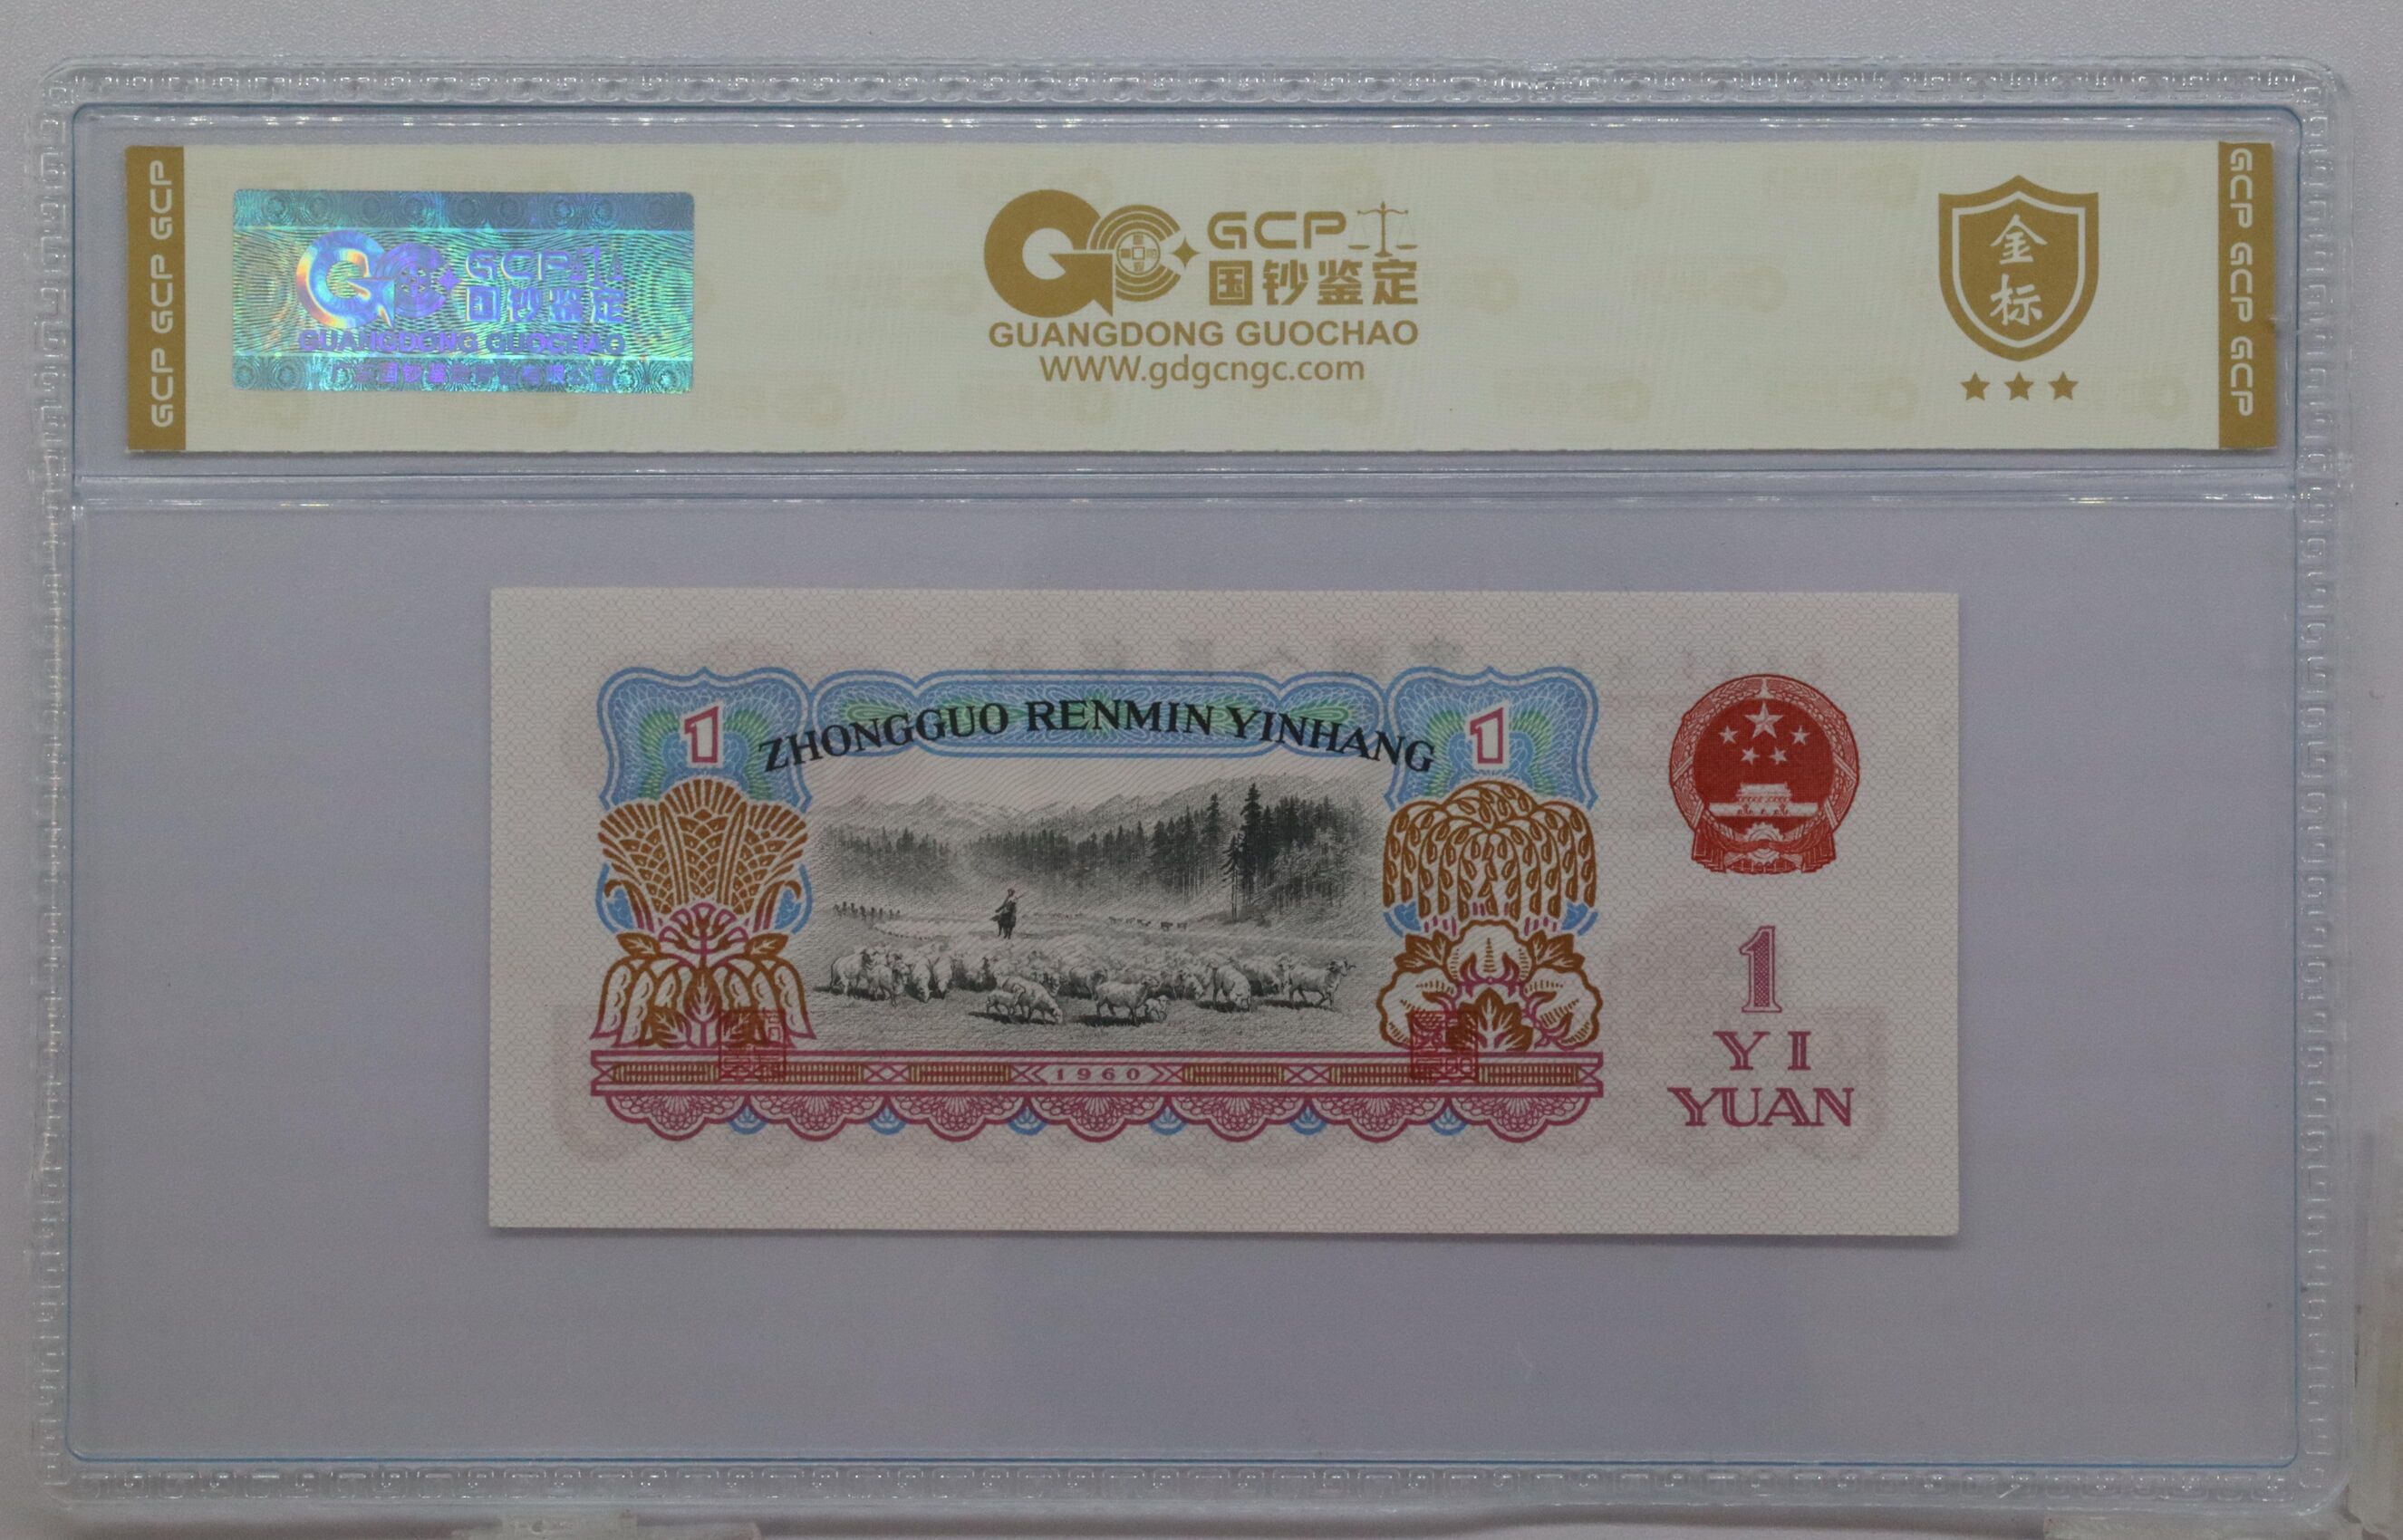 GCP GCP GCP
GCP
国钞鉴定
GUANGDONG GUOCHAO
GCP
国钞鉴定
GUANGDONG GUOCHAO
WWW.gdgcngc.com
金
标
GCP GCP GCP
1
ZHONGGUO RENMIN YINHANG
1
1960
1
YI
YUAN